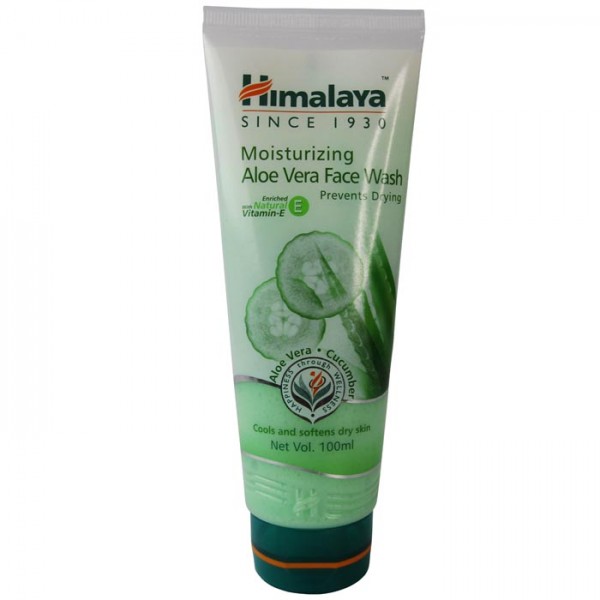 Himalaya™
SINCE 1930
Moisturizing
Aloe Vera Face Wash
Prevents Drying
Enriched
with Natural
Vitamin-E
E
Aloe Vera • Cucumber
HAPPINESS through WELLNESS
Cools and softens dry skin
Net Vol. 100ml
H